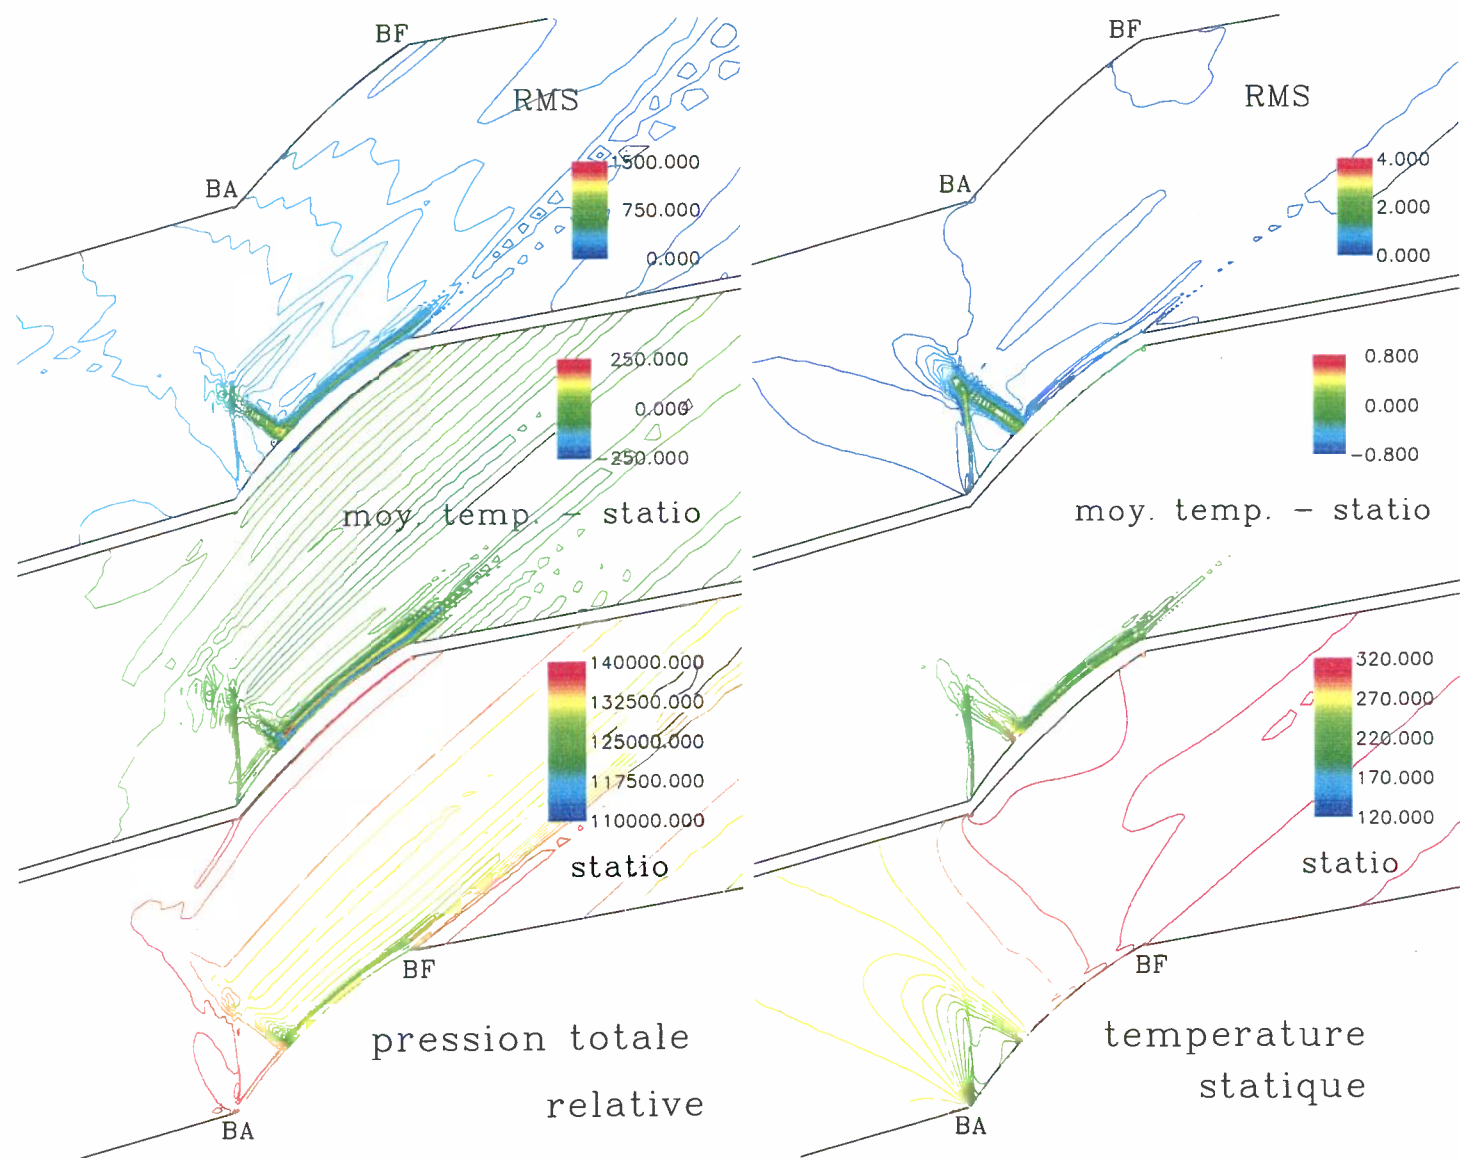 BF
RMS
BA
1500.000
750.000
0.000
250.000
0.000
-250.000
moy. temp. - statio
140000.000
132500.000
125000.000
117500.000
110000.000
statio
BF
pression totale
relative
BA
BF
RMS
BA
4.000
2.000
0.000
0.800
0.000
-0.800
moy. temp. - statio
320.000
270.000
220.000
170.000
120.000
statio
BF
temperature
statique
BA